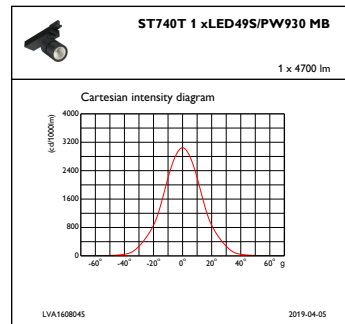 ST740T 1 xLED49S/PW930 MB
1 x 4700 lm
Cartesian intensity diagram
(cd/1000lm)
4000
3200
2400
1600
800
0
-60° -40° -20° 0° 20° 40° 60° g
LVA1608045 2019-04-05